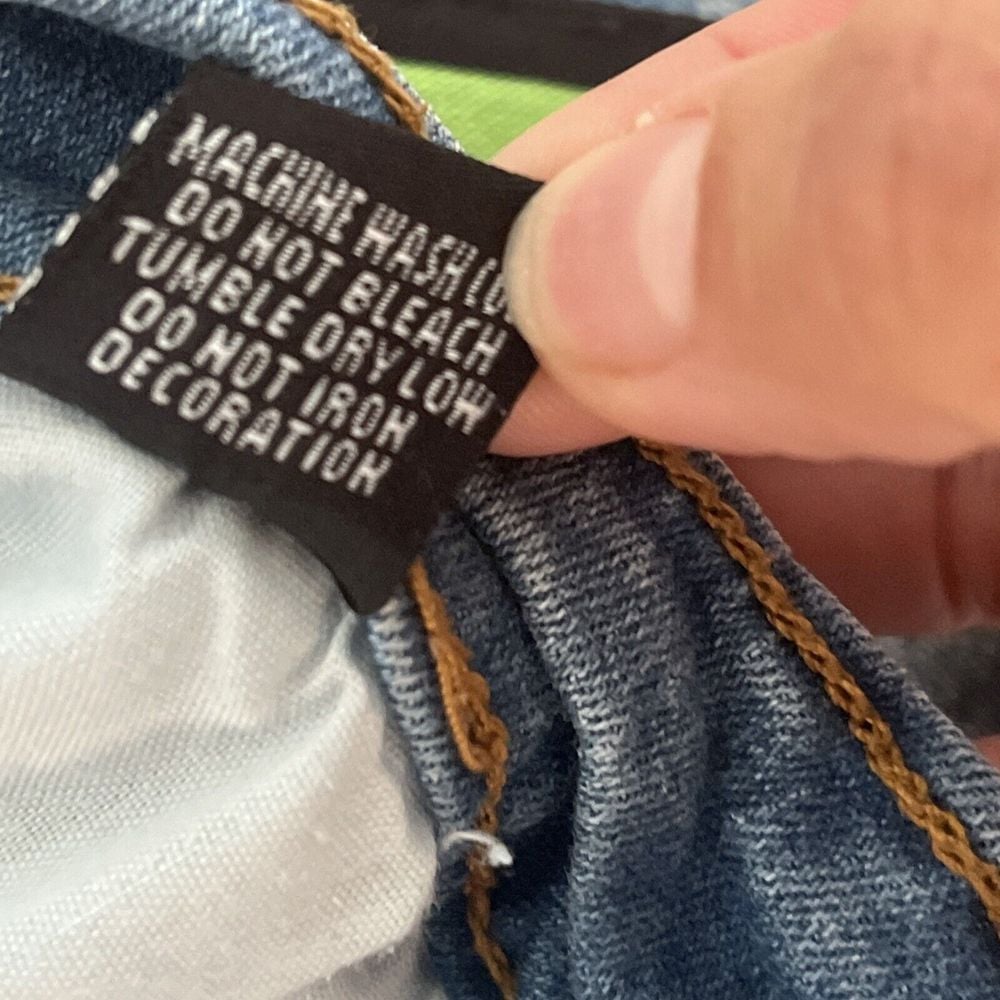 MACHINE WASH
DO NOT BLEACH
TUMBLE DRY LOW
DO NOT IRON
DECORATION